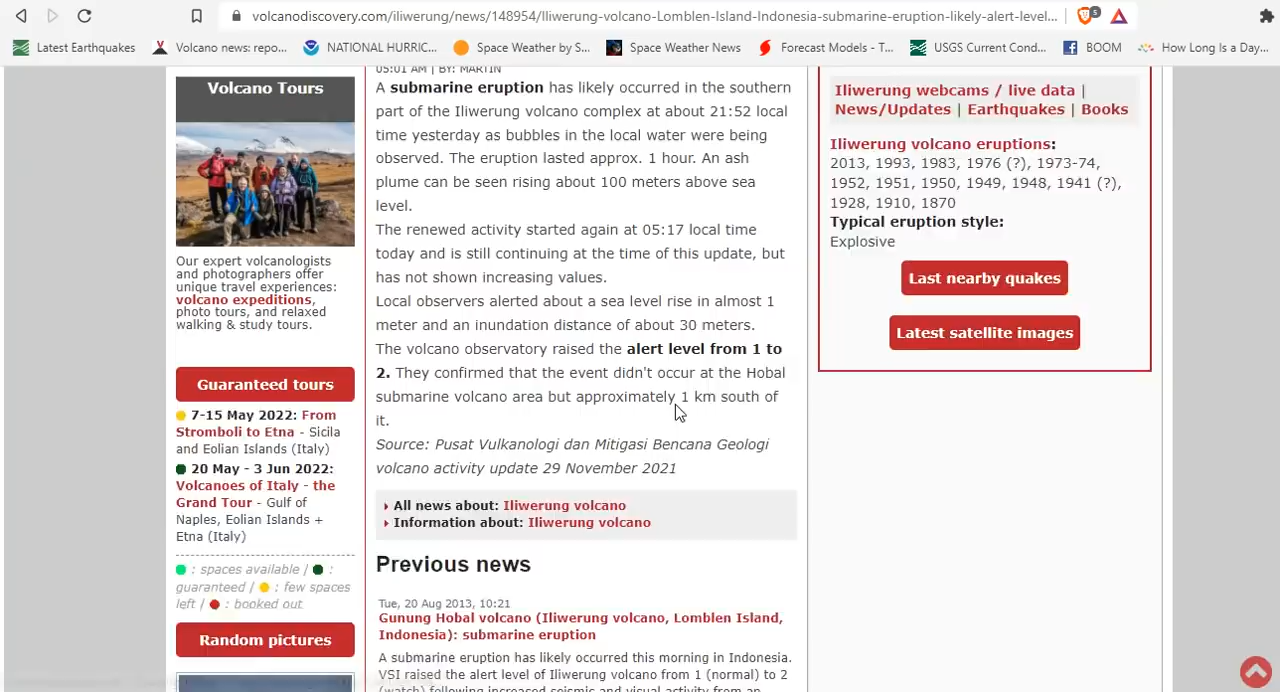 volcanodiscovery.com/iliwerung/news/148954/Iliwerung-volcano-Lomblen-Island-Indonesia-submarine-eruption-likely-alert-level...
5
Latest Earthquakes
Volcano news: repo...
NATIONAL HURRIC...
Space Weather by S...
Space Weather News
Forecast Models - T...
USGS Current Cond...
BOOM
How Long Is a Day...
Volcano Tours
Our expert volcanologists
and photographers offer
unique travel experiences:
volcano expeditions,
photo tours, and relaxed
walking & study tours.
Guaranteed tours
7-15 May 2022: From
Stromboli to Etna - Sicila
and Eolian Islands (Italy)
20 May - 3 Jun 2022:
Volcanoes of Italy - the
Grand Tour - Gulf of
Naples, Eolian Islands +
Etna (Italy)
: spaces available / :
guaranteed / : few spaces
left / : booked out
Random pictures
05:01 AM | BY: MARTIN
A submarine eruption has likely occurred in the southern
part of the Iliwerung volcano complex at about 21:52 local
time yesterday as bubbles in the local water were being
observed. The eruption lasted approx. 1 hour. An ash
plume can be seen rising about 100 meters above sea
level.
The renewed activity started again at 05:17 local time
today and is still continuing at the time of this update, but
has not shown increasing values.
Local observers alerted about a sea level rise in almost 1
meter and an inundation distance of about 30 meters.
The volcano observatory raised the alert level from 1 to
2. They confirmed that the event didn't occur at the Hobal
submarine volcano area but approximately 1 km south of
it.
Source: Pusat Vulkanologi dan Mitigasi Bencana Geologi
volcano activity update 29 November 2021
All news about: Iliwerung volcano
Information about: Iliwerung volcano
Previous news
Tue, 20 Aug 2013, 10:21
Gunung Hobal volcano (Iliwerung volcano, Lomblen Island,
Indonesia): submarine eruption
A submarine eruption has likely occurred this morning in Indonesia.
VSI raised the alert level of Iliwerung volcano from 1 (normal) to 2
(watch) following increased seismic and visual activity from an
Iliwerung webcams / live data |
News/Updates | Earthquakes | Books
Iliwerung volcano eruptions:
2013, 1993, 1983, 1976 (?), 1973-74,
1952, 1951, 1950, 1949, 1948, 1941 (?),
1928, 1910, 1870
Typical eruption style:
Explosive
Last nearby quakes
Latest satellite images